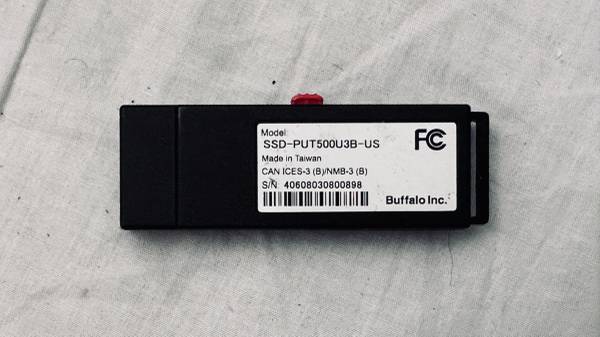 Model:
SSD-PUT500U3B-US
FC
Made in Taiwan
CAN ICES-3 (B)/NMB-3 (B)
S/N 40608030800898
Buffalo Inc.